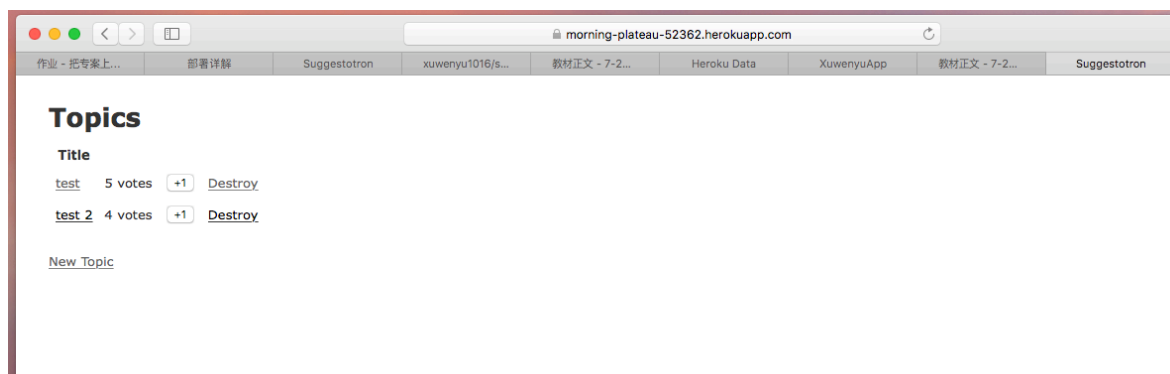 morning-plateau-52362.herokuapp.com
作业 - 把专案上... 部署详解 Suggestotron xuwenyu1016/s... 教材正文 - 7-2... Heroku Data XuwenyuApp 教材正文 - 7-2... Suggestotron
Topics
Title
test 5 votes +1 Destroy
test 2 4 votes +1 Destroy
New Topic